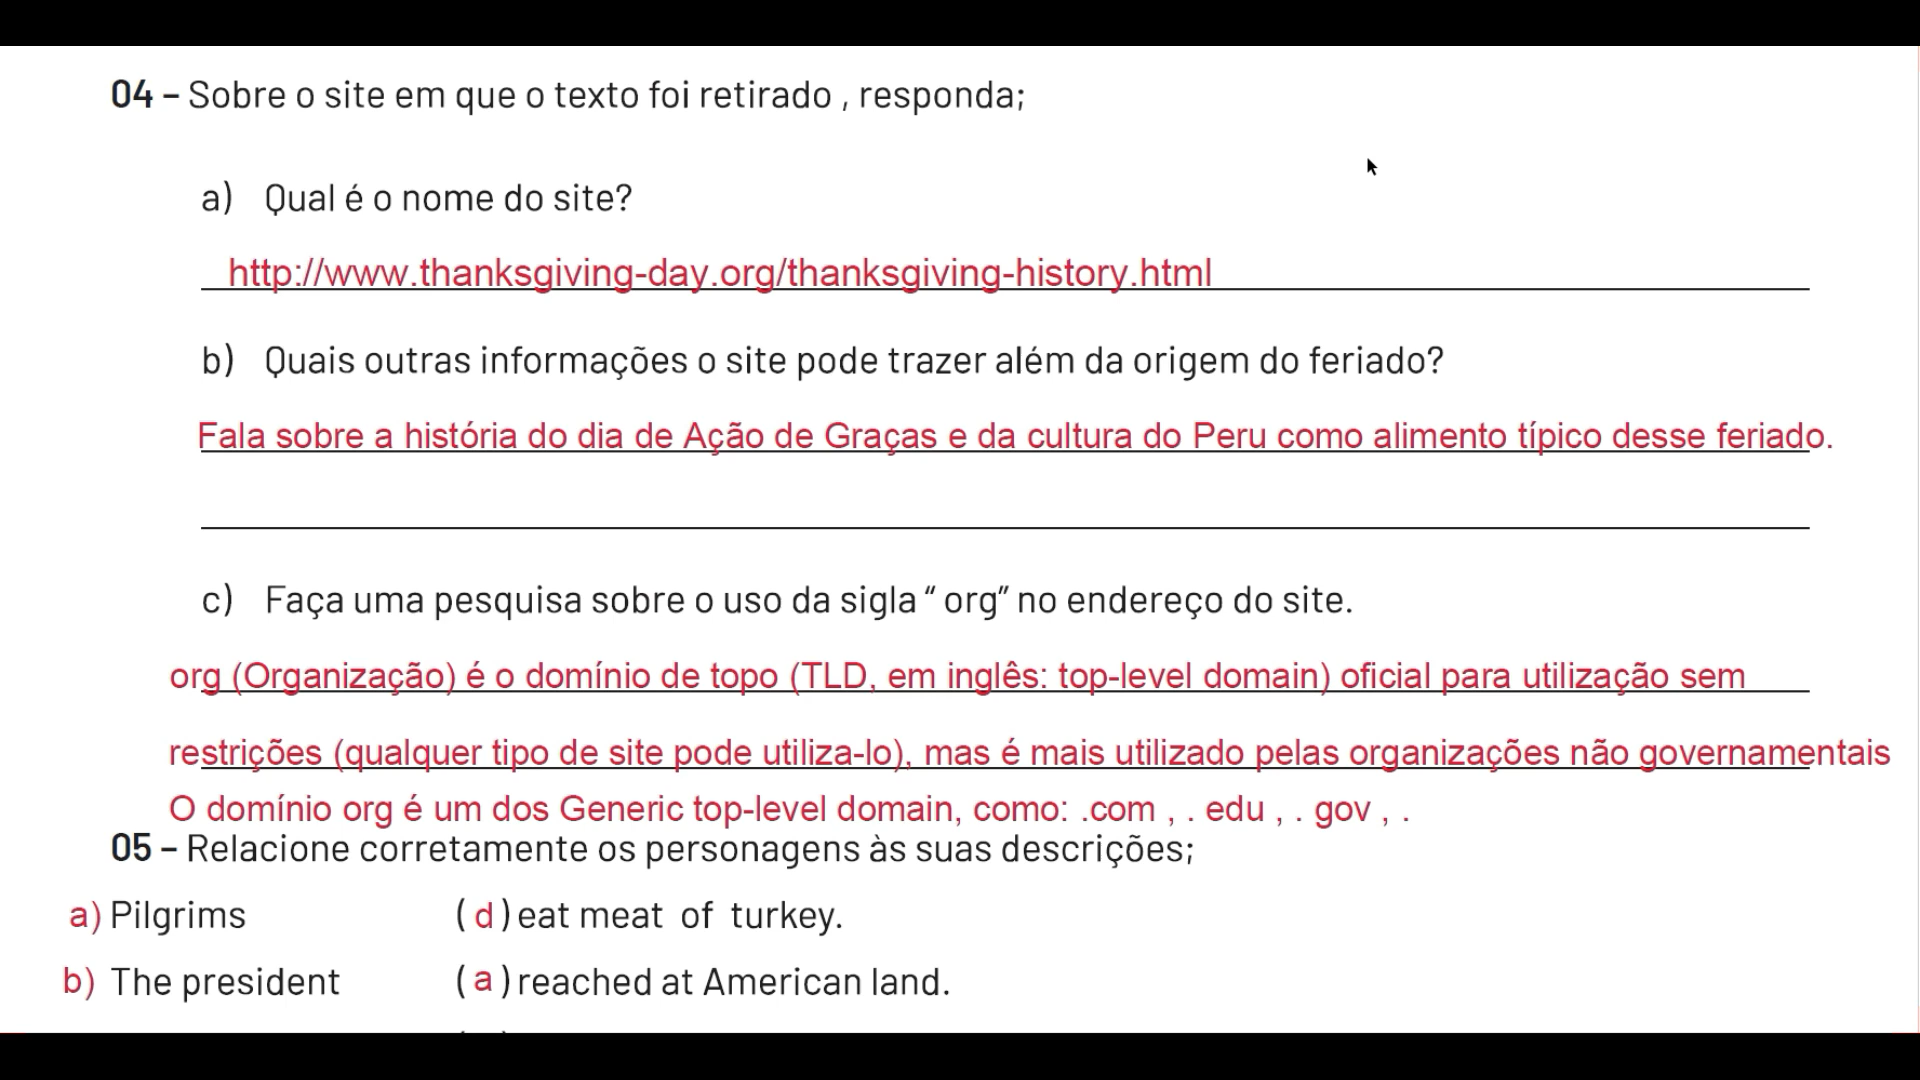 04 – Sobre o site em que o texto foi retirado , responda;
a) Qual é o nome do site?
http://www.thanksgiving-day.org/thanksgiving-history.html
b) Quais outras informações o site pode trazer além da origem do feriado?
Fala sobre a história do dia de Ação de Graças e da cultura do Peru como alimento típico desse feriado.
c) Faça uma pesquisa sobre o uso da sigla “ org” no endereço do site.
org (Organização) é o domínio de topo (TLD, em inglês: top-level domain) oficial para utilização sem
restrições (qualquer tipo de site pode utiliza-lo), mas é mais utilizado pelas organizações não governamentais
O domínio org é um dos Generic top-level domain, como: .com , . edu , . gov , .
05 – Relacione corretamente os personagens às suas descrições;
a) Pilgrims ( d ) eat meat of turkey.
b) The president ( a ) reached at American land.